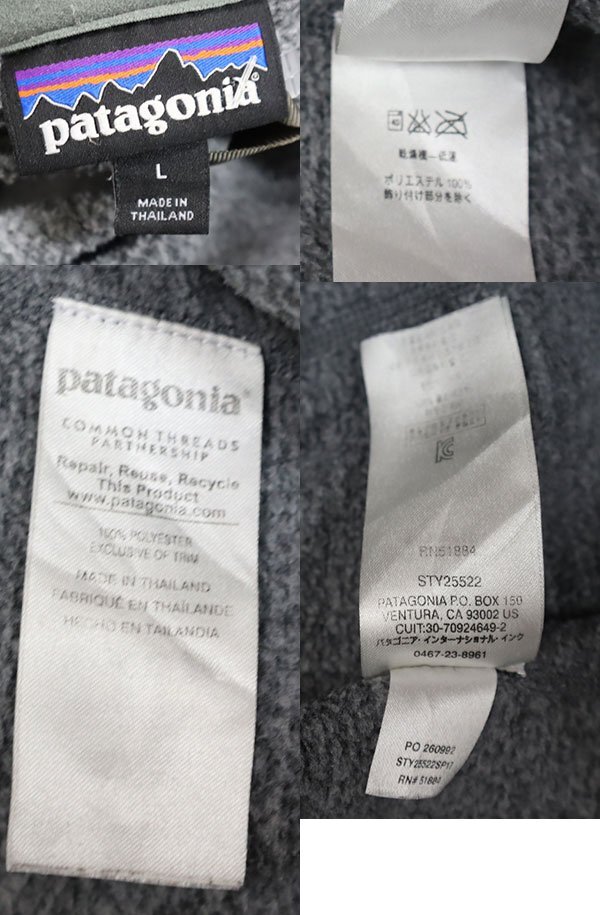 patagonia®
L
MADE IN
THAILAND
40
乾燥機—低温
ポリエステル 100%
飾り付け部分を除く
patagonia®
COMMON THREADS
PARTNERSHIP
Repair, Reuse, Recycle
This Product
www.patagonia.com
100% POLYESTER
EXCLUSIVE OF TRIM
MADE IN THAILAND
FABRIQUÉ EN THAÏLANDE
HECHO EN TAILANDIA
RN51884
STY25522
PATAGONIA P.O. BOX 150
VENTURA, CA 93002 US
CUIT:30-70924649-2
パタゴニア・インターナショナル・インク
0467-23-8961
PO 260992
STY25522SP17
RN# 51884